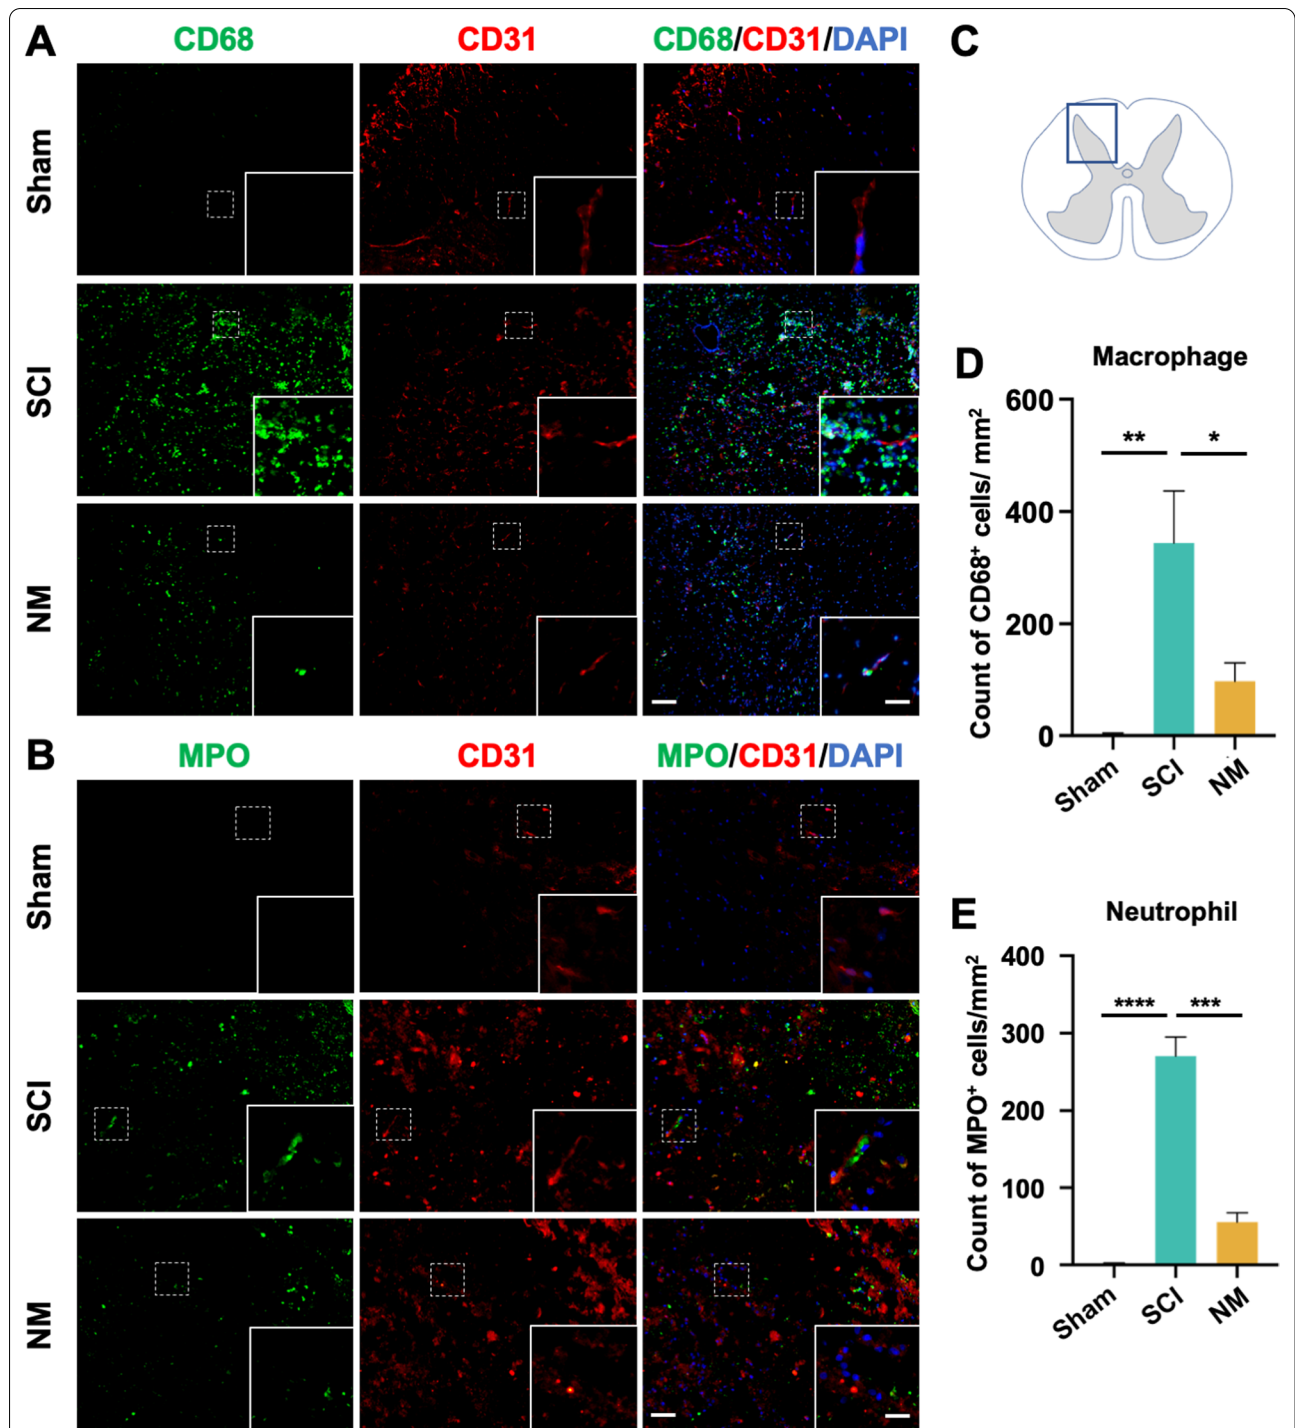 A
CD68
CD31
CD68/CD31/DAPI
Sham
SCI
NM
B
MPO
CD31
MPO/CD31/DAPI
Sham
SCI
NM
C
D
Macrophage
Count of CD68+ cells/ mm2
600
400
200
0
**
*
Sham
SCI
NM
E
Neutrophil
Count of MPO+ cells/mm2
400
300
200
100
0
****
***
Sham
SCI
NM